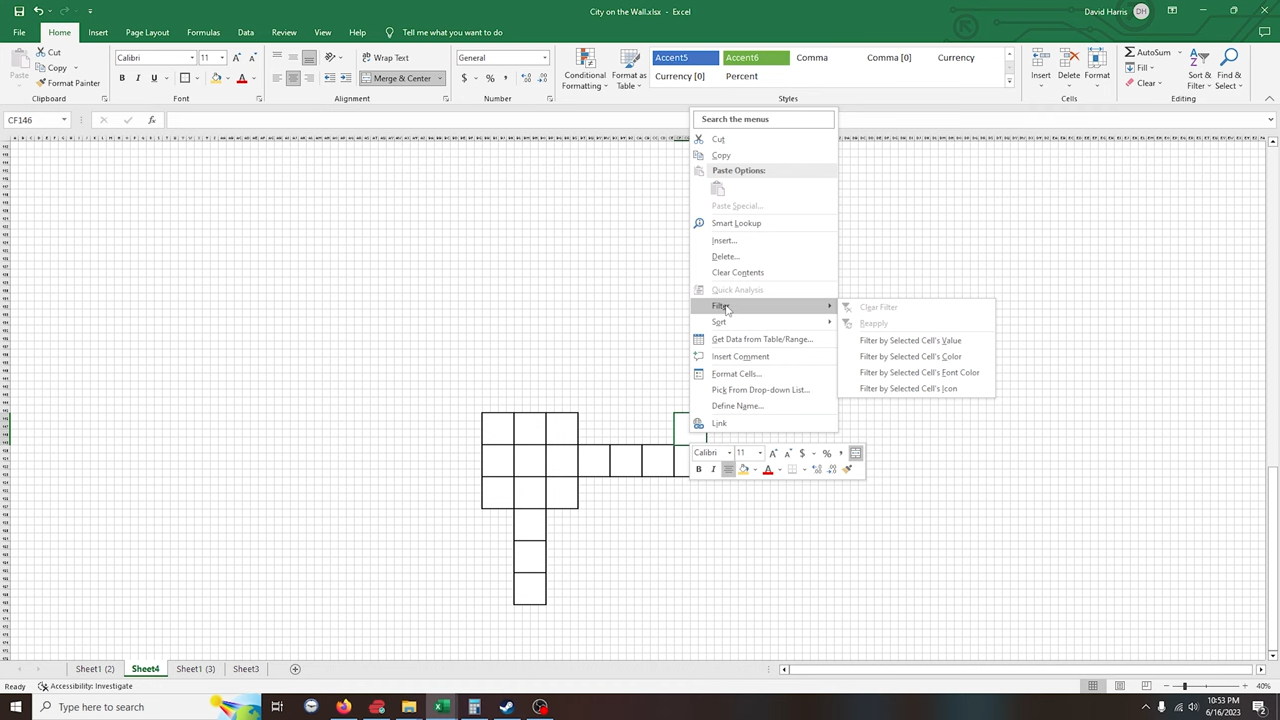 City on the Wall.xlsx - Excel
David Harris DH
File Home Insert Page Layout Formulas Data Review View Help Tell me what you want to do
Paste Cut Copy Format Painter
Calibri 11
B I U
Wrap Text
Merge & Center
General
$ % ,
Conditional Formatting Format as Table
Accent5 Accent6 Comma Comma [0] Currency
Currency [0] Percent
Insert Delete Format
AutoSum Fill Clear
Sort & Filter Find & Select
Clipboard Font Alignment Number Styles Cells Editing
CF146 fx
Search the menus
Cut
Copy
Paste Options:
Paste Special...
Smart Lookup
Insert...
Delete...
Clear Contents
Quick Analysis
Filter
Sort
Get Data from Table/Range...
Insert Comment
Format Cells...
Pick From Drop-down List...
Define Name...
Link
Clear Filter
Reapply
Filter by Selected Cell's Value
Filter by Selected Cell's Color
Filter by Selected Cell's Font Color
Filter by Selected Cell's Icon
Calibri 11 A A $ % ,
B I A
Sheet1 (2) Sheet4 Sheet1 (3) Sheet3
Ready Accessibility: Investigate 40%
Type here to search
10:53 PM
6/16/2023